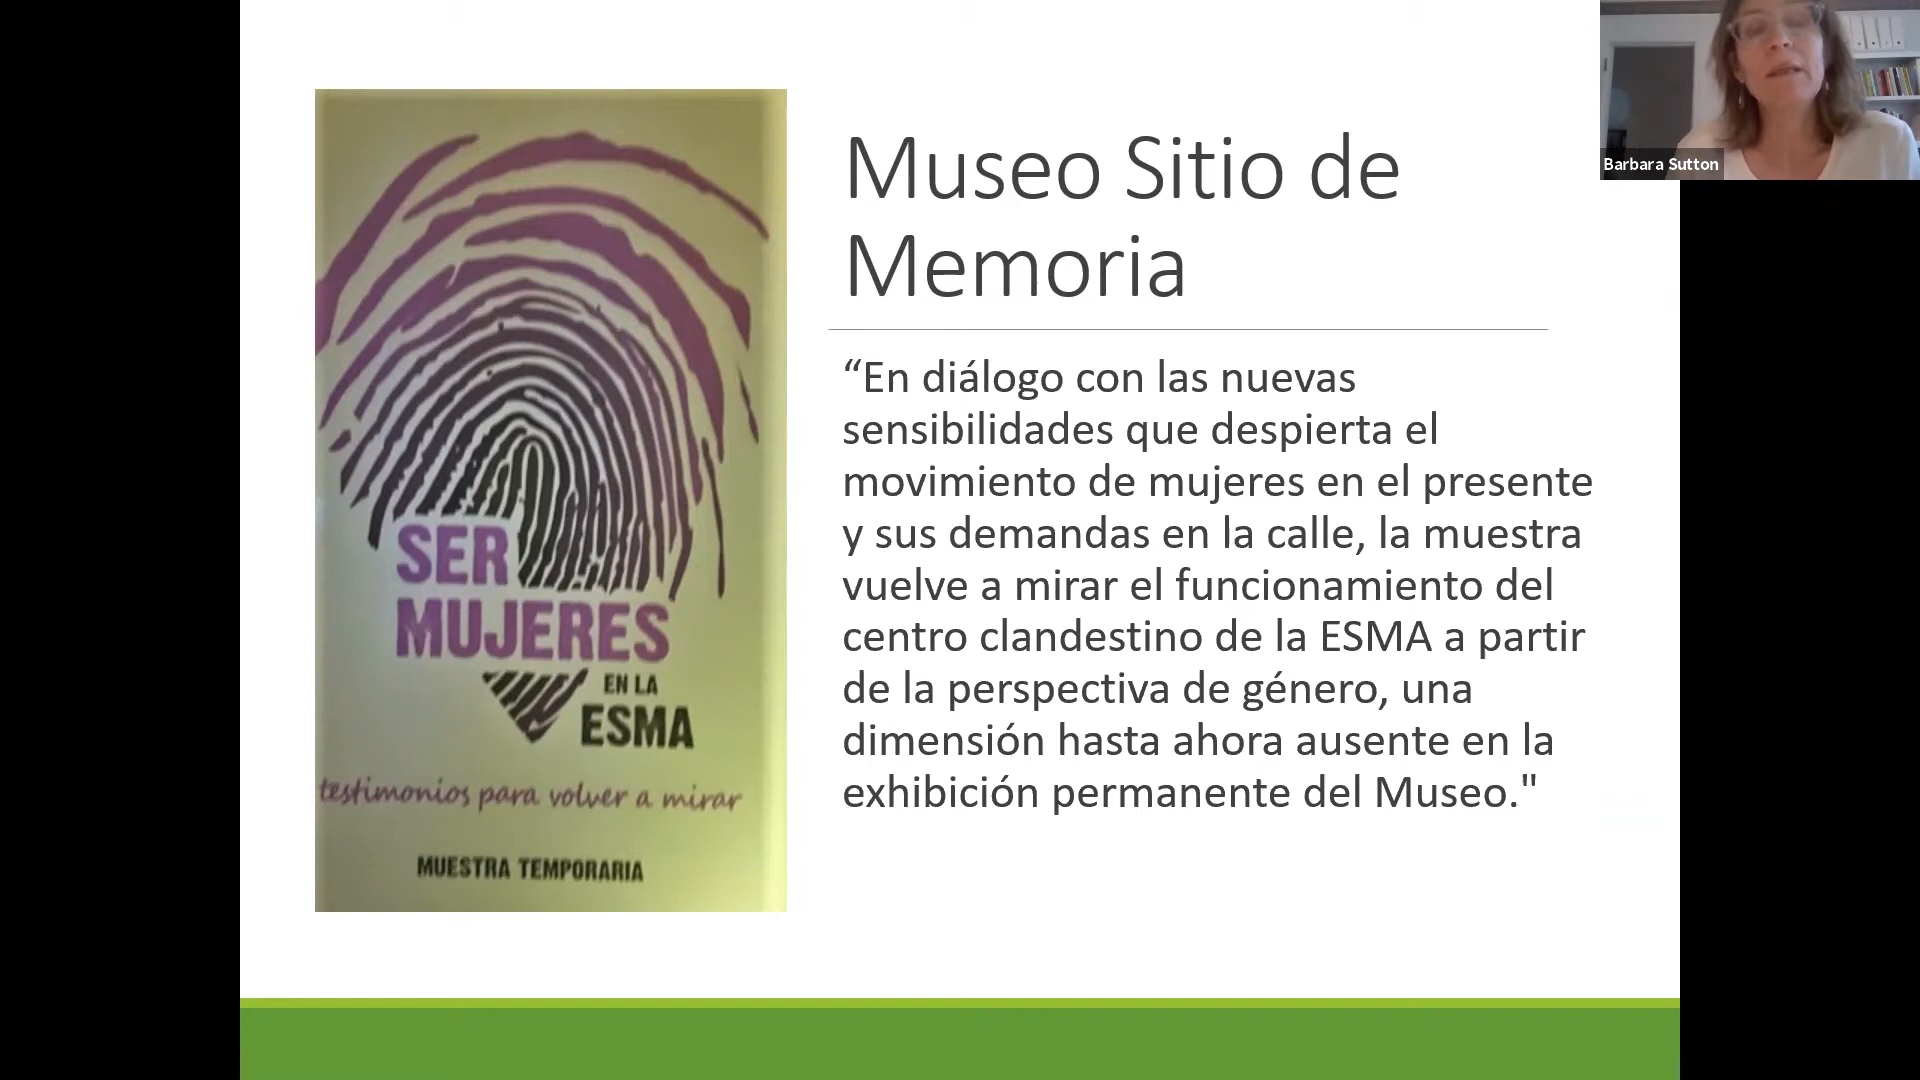 Barbara Sutton
SER
MUJERES
EN LA
ESMA
testimonios para volver a mirar
MUESTRA TEMPORARIA
Museo Sitio de
Memoria
“En diálogo con las nuevas
sensibilidades que despierta el
movimiento de mujeres en el presente
y sus demandas en la calle, la muestra
vuelve a mirar el funcionamiento del
centro clandestino de la ESMA a partir
de la perspectiva de género, una
dimensión hasta ahora ausente en la
exhibición permanente del Museo."